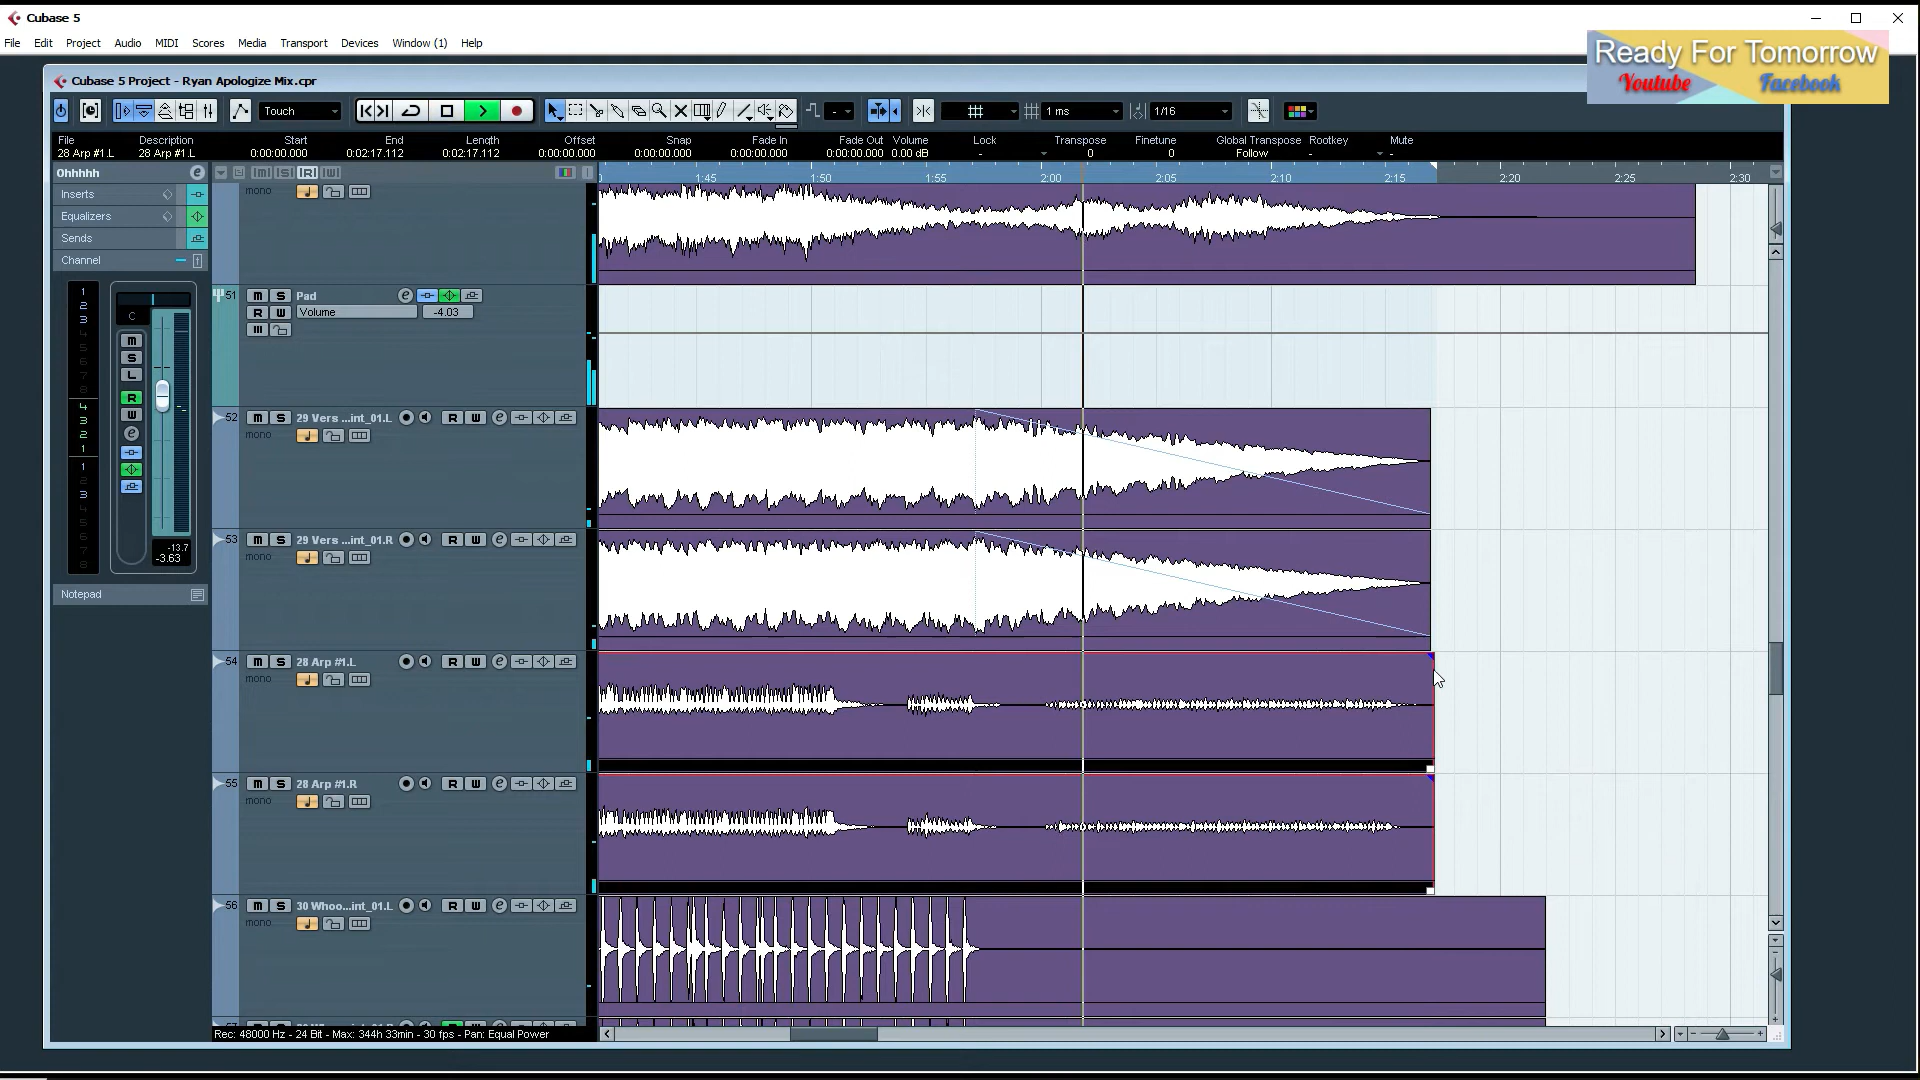 Cubase 5
File Edit Project Audio MIDI Scores Media Transport Devices Window (1) Help
Ready For Tomorrow
Youtube Facebook
Cubase 5 Project - Ryan Apologize Mix.cpr
Touch
1 ms
1/16
File Description Start End Length Offset Snap Fade In Fade Out Volume Lock Transpose Finetune Global Transpose Rootkey Mute
28 Arp #1.L 28 Arp #1.L 0:00:00.000 0:02:17.112 0:02:17.112 0:00:00.000 0:00:00.000 0:00:00.000 0:00:00.000 0.00 dB - 0 0 Follow - -
Ohhhhh
1:45 1:50 1:55 2:00 2:05 2:10 2:15 2:20 2:25 2:30
Inserts
Equalizers
Sends
Channel
C
M
S
L
R
W
e
-13.7
-3.63
Notepad
mono
51 M S Pad e
R W Volume -4.03
52 M S 29 Vers ...int_01.L R W e
mono
53 M S 29 Vers ...int_01.R R W e
mono
54 M S 28 Arp #1.L R W e
mono
55 M S 28 Arp #1.R R W e
mono
56 M S 30 Whoo...int_01.L R W e
mono
Rec: 48000 Hz - 24 Bit - Max: 344h 33min - 30 fps - Pan: Equal Power